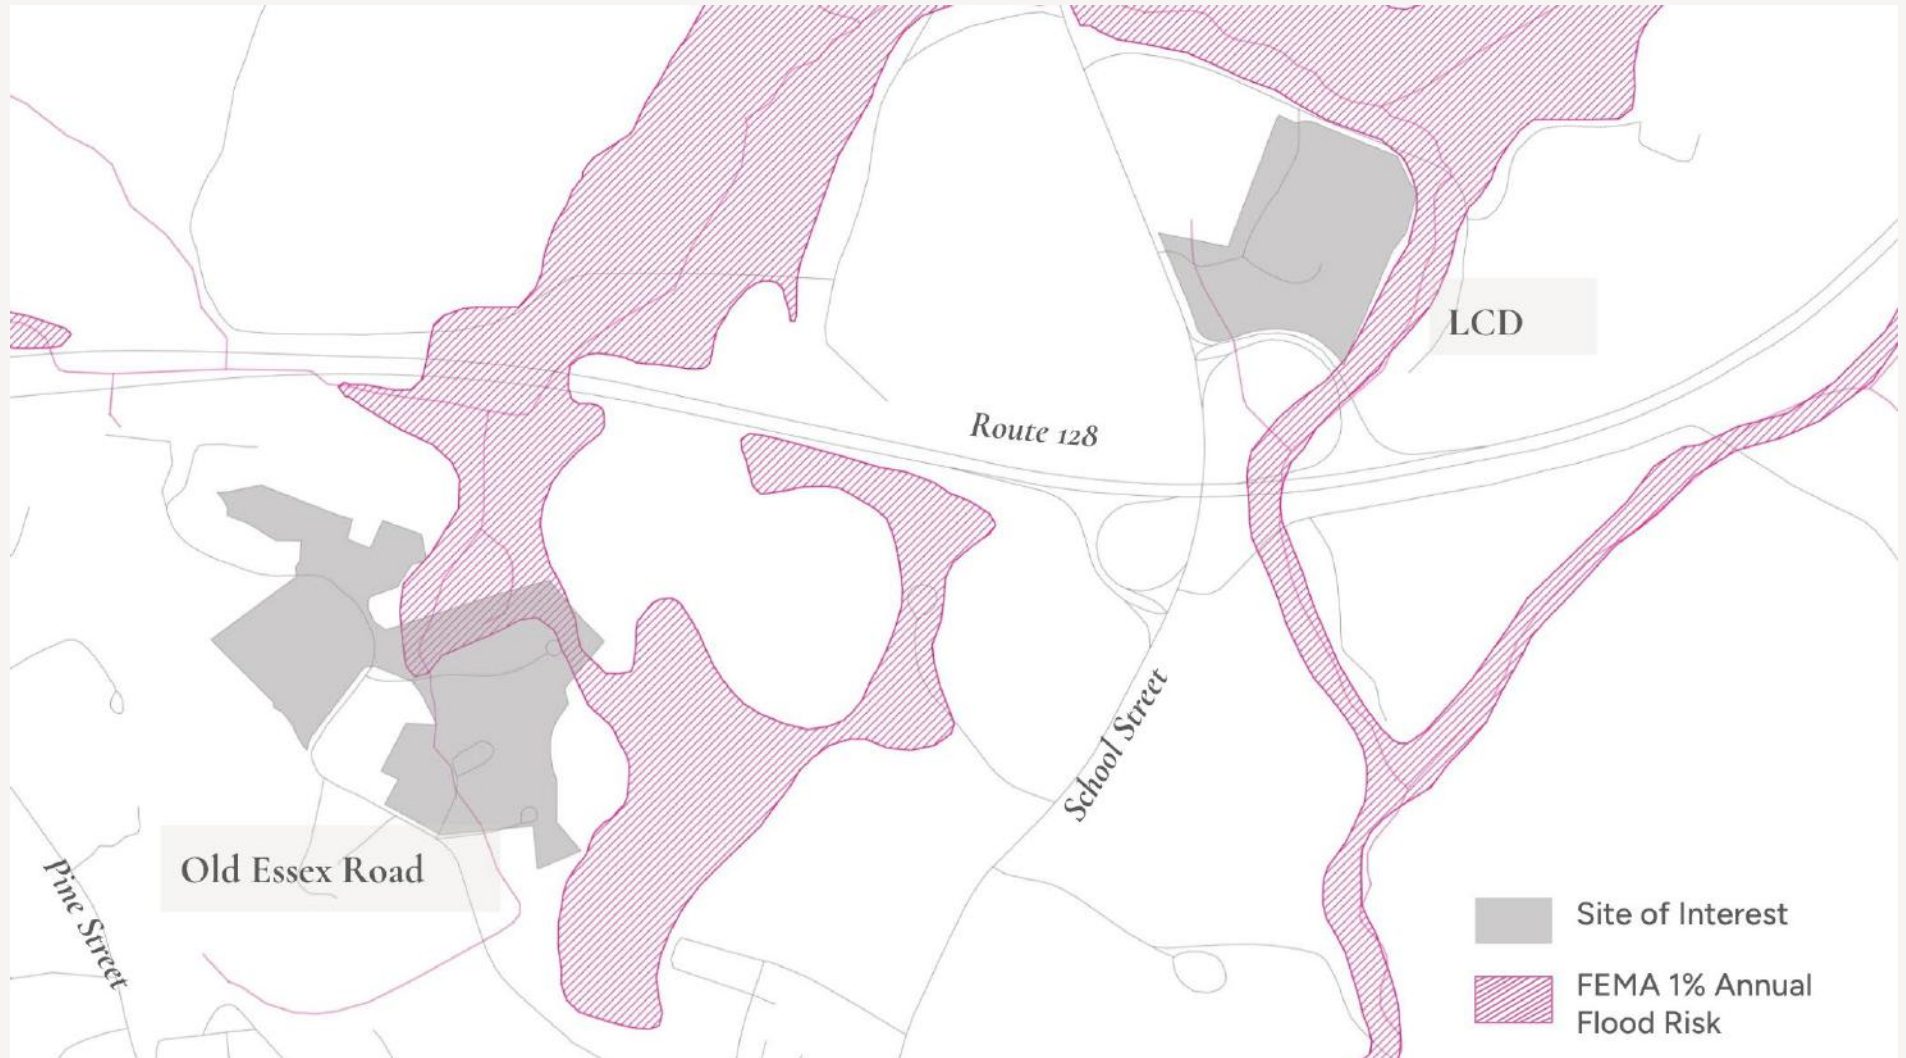 LCD
Route 128
School Street
Old Essex Road
Pine Street
Site of Interest
FEMA 1% Annual
Flood Risk